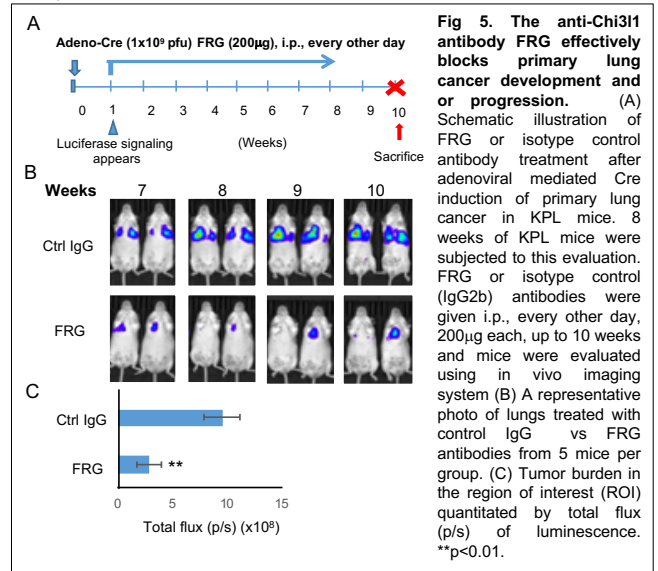 A
Adeno-Cre (1x10⁹ pfu) FRG (200µg), i.p., every other day
0 1 2 3 4 5 6 7 8 9 10
Luciferase signaling
appears
(Weeks)
Sacrifice
B
Weeks 7 8 9 10
Ctrl IgG
FRG
C
Ctrl IgG
FRG
**
0 5 10 15
Total flux (p/s) (x10⁸)
Fig 5. The anti-Chi3l1
antibody FRG effectively
blocks primary lung
cancer development and
or progression. (A)
Schematic illustration of
FRG or isotype control
antibody treatment after
adenoviral mediated Cre
induction of primary lung
cancer in KPL mice. 8
weeks of KPL mice were
subjected to this evaluation.
FRG or isotype control
(IgG2b) antibodies were
given i.p., every other day,
200µg each, up to 10 weeks
and mice were evaluated
using in vivo imaging
system (B) A representative
photo of lungs treated with
control IgG vs FRG
antibodies from 5 mice per
group. (C) Tumor burden in
the region of interest (ROI)
quantitated by total flux
(p/s) of luminescence.
**p<0.01.